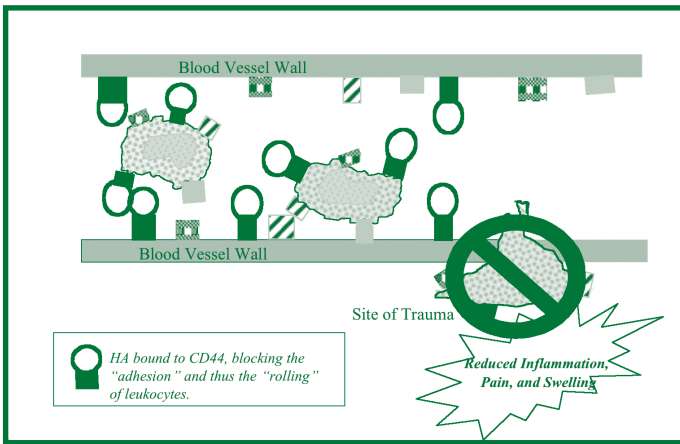 Blood Vessel Wall
Blood Vessel Wall
Site of Trauma
HA bound to CD44, blocking the
“adhesion” and thus the “rolling”
of leukocytes.
Reduced Inflammation,
Pain, and Swelling